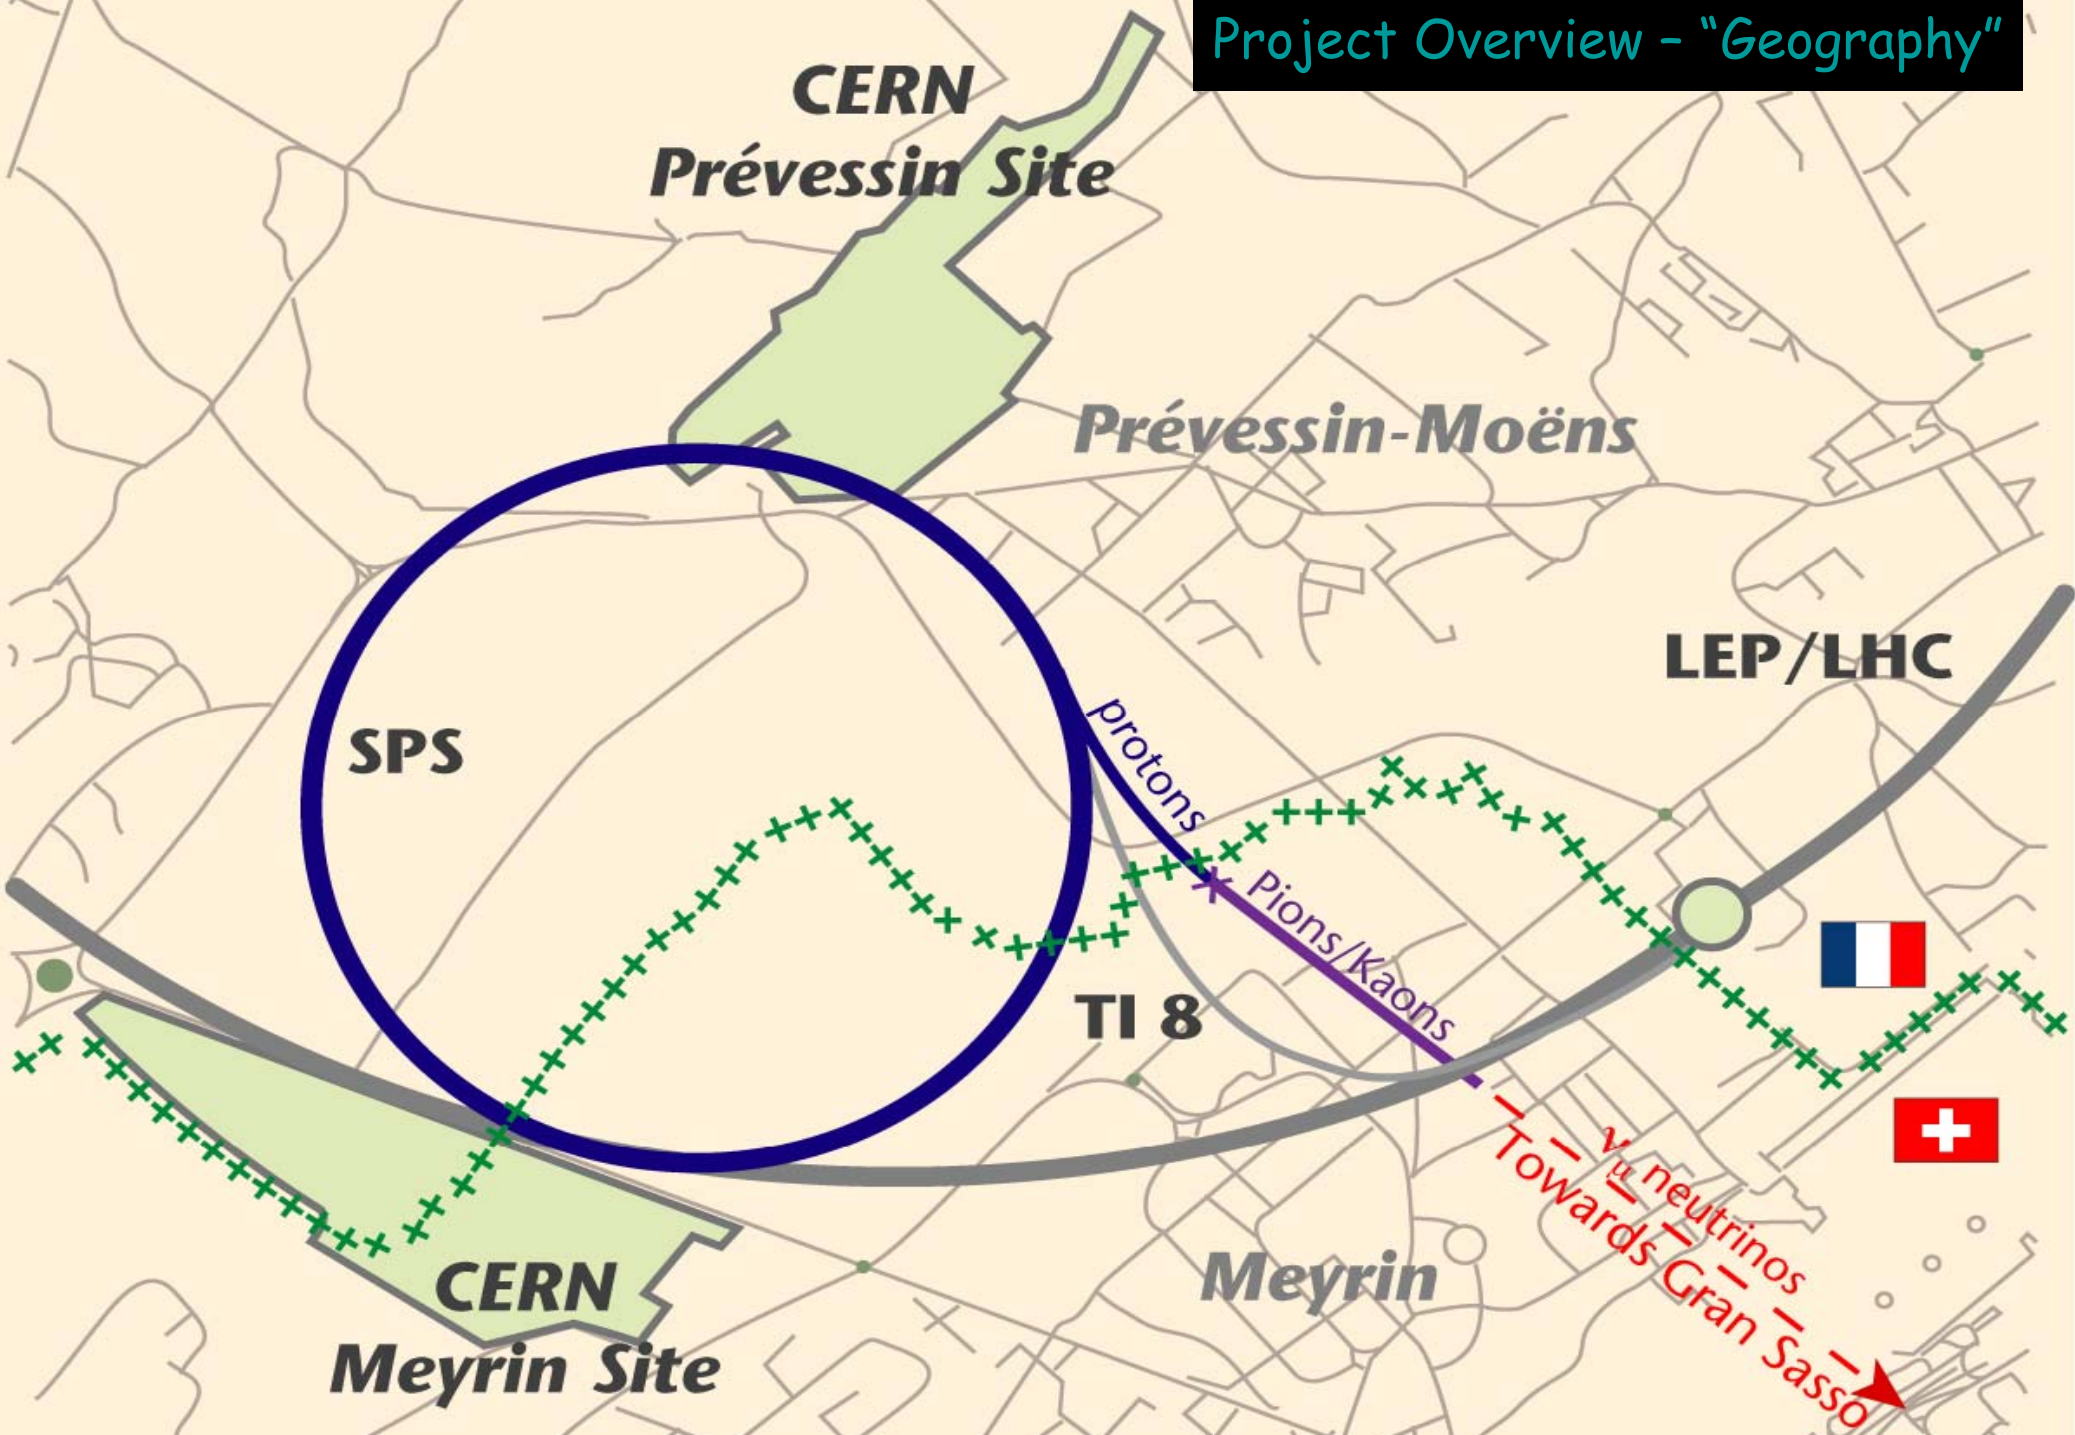 Project Overview – “Geography”
CERN
Prévessin Site
Prévessin-Moëns
LEP/LHC
SPS
protons
Pions/Kaons
TI 8
νμ neutrinos
Towards Gran Sasso
Meyrin
CERN
Meyrin Site